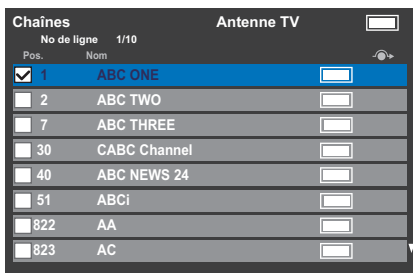 Chaînes Antenne TV
No de ligne 1/10
Pos. Nom
1 ABC ONE
2 ABC TWO
7 ABC THREE
30 CABC Channel
40 ABC NEWS 24
51 ABCi
822 AA
823 AC